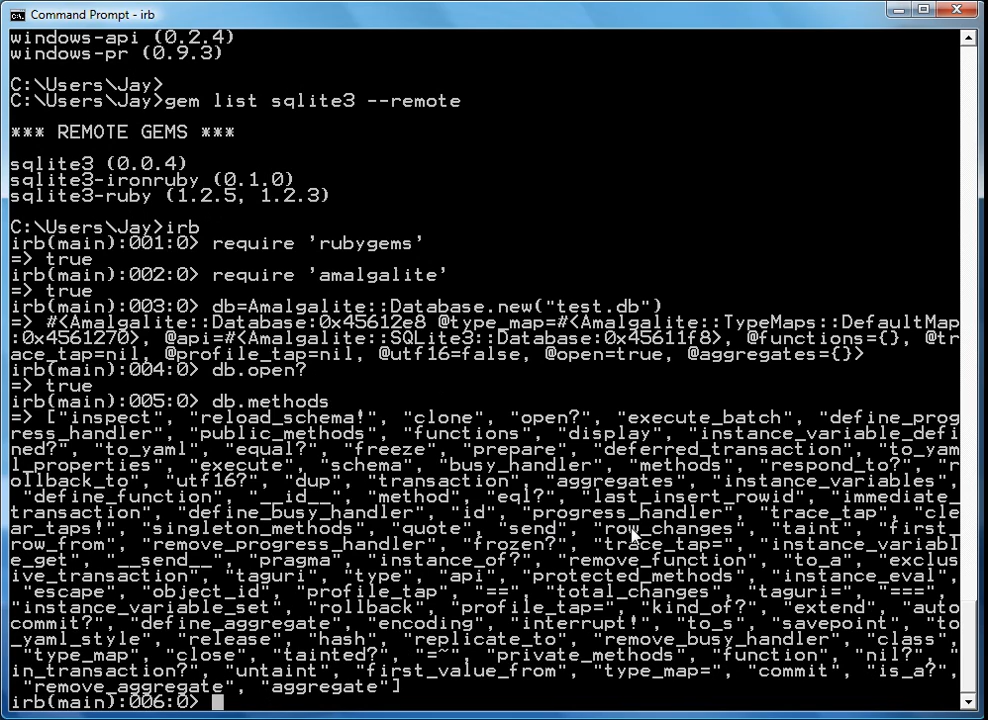 Command Prompt - irb
windows-api (0.2.4)
windows-pr (0.9.3)
C:\Users\Jay>
C:\Users\Jay>gem list sqlite3 --remote
*** REMOTE GEMS ***
sqlite3 (0.0.4)
sqlite3-ironruby (0.1.0)
sqlite3-ruby (1.2.5, 1.2.3)
C:\Users\Jay>irb
irb(main):001:0> require 'rubygems'
=> true
irb(main):002:0> require 'amalgalite'
=> true
irb(main):003:0> db=Amalgalite::Database.new("test.db")
=> #<Amalgalite::Database:0x45612e8 @type_map=#<Amalgalite::TypeMaps::DefaultMap
:0x4561270>, @api=#<Amalgalite::SQLite3::Database:0x45611f8>, @functions={}, @tr
ace_tap=nil, @profile_tap=nil, @utf16=false, @open=true, @aggregates={}>
irb(main):004:0> db.open?
=> true
irb(main):005:0> db.methods
=> ["inspect", "reload_schema!", "clone", "open?", "execute_batch", "define_prog
ress_handler", "public_methods", "functions", "display", "instance_variable_defi
ned?", "to_yaml", "equal?", "freeze", "prepare", "deferred_transaction", "to_yam
l_properties", "execute", "schema", "busy_handler", "methods", "respond_to?", "r
ollback_to", "utf16?", "dup", "transaction", "aggregates", "instance_variables",
"define_function", "__id__", "method", "eql?", "last_insert_rowid", "immediate_
transaction", "define_busy_handler", "id", "progress_handler", "trace_tap", "cle
ar_taps!", "singleton_methods", "quote", "send", "row_changes", "taint", "first_
row_from", "remove_progress_handler", "frozen?", "trace_tap=", "instance_variabl
e_get", "__send__", "pragma", "instance_of?", "remove_function", "to_a", "exclus
ive_transaction", "taguri", "type", "api", "protected_methods", "instance_eval",
"escape", "object_id", "profile_tap", "==", "total_changes", "taguri=", "===",
"instance_variable_set", "rollback", "profile_tap=", "kind_of?", "extend", "auto
commit?", "define_aggregate", "encoding", "interrupt!", "to_s", "savepoint", "to
_yaml_style", "release", "hash", "replicate_to", "remove_busy_handler", "class",
"type_map", "close", "tainted?", "=~", "private_methods", "function", "nil?", "
in_transaction?", "untaint", "first_value_from", "type_map=", "commit", "is_a?",
"remove_aggregate", "aggregate"]
irb(main):006:0>